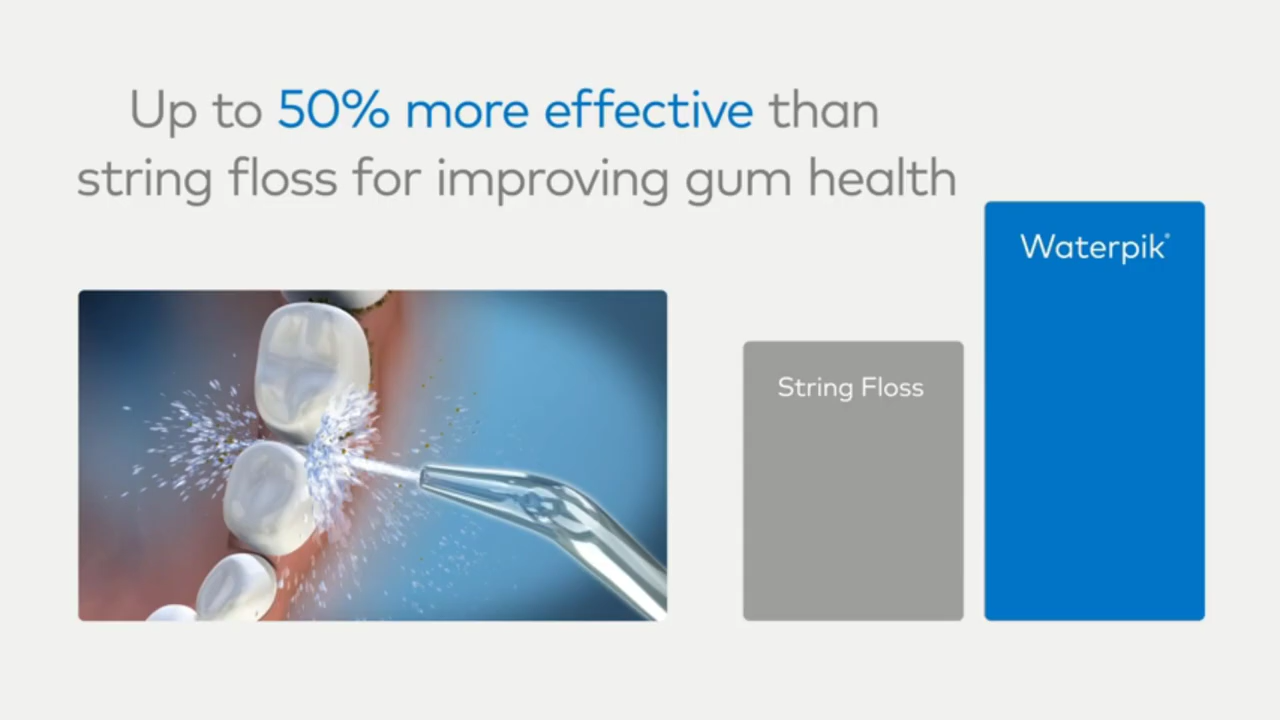 Up to 50% more effective than
string floss for improving gum health
Waterpik®
String Floss